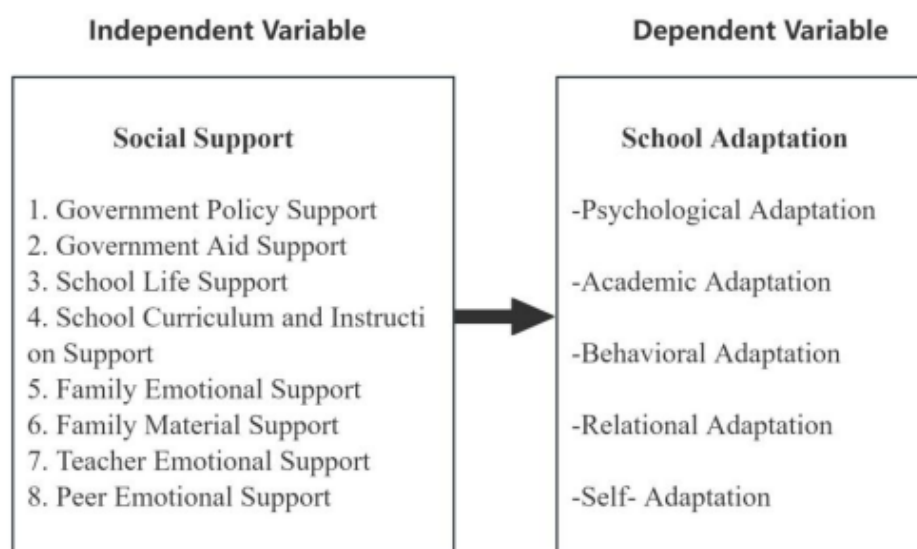 Independent Variable
Dependent Variable
Social Support
1. Government Policy Support
2. Government Aid Support
3. School Life Support
4. School Curriculum and Instructi
on Support
5. Family Emotional Support
6. Family Material Support
7. Teacher Emotional Support
8. Peer Emotional Support
School Adaptation
-Psychological Adaptation
-Academic Adaptation
-Behavioral Adaptation
-Relational Adaptation
-Self- Adaptation